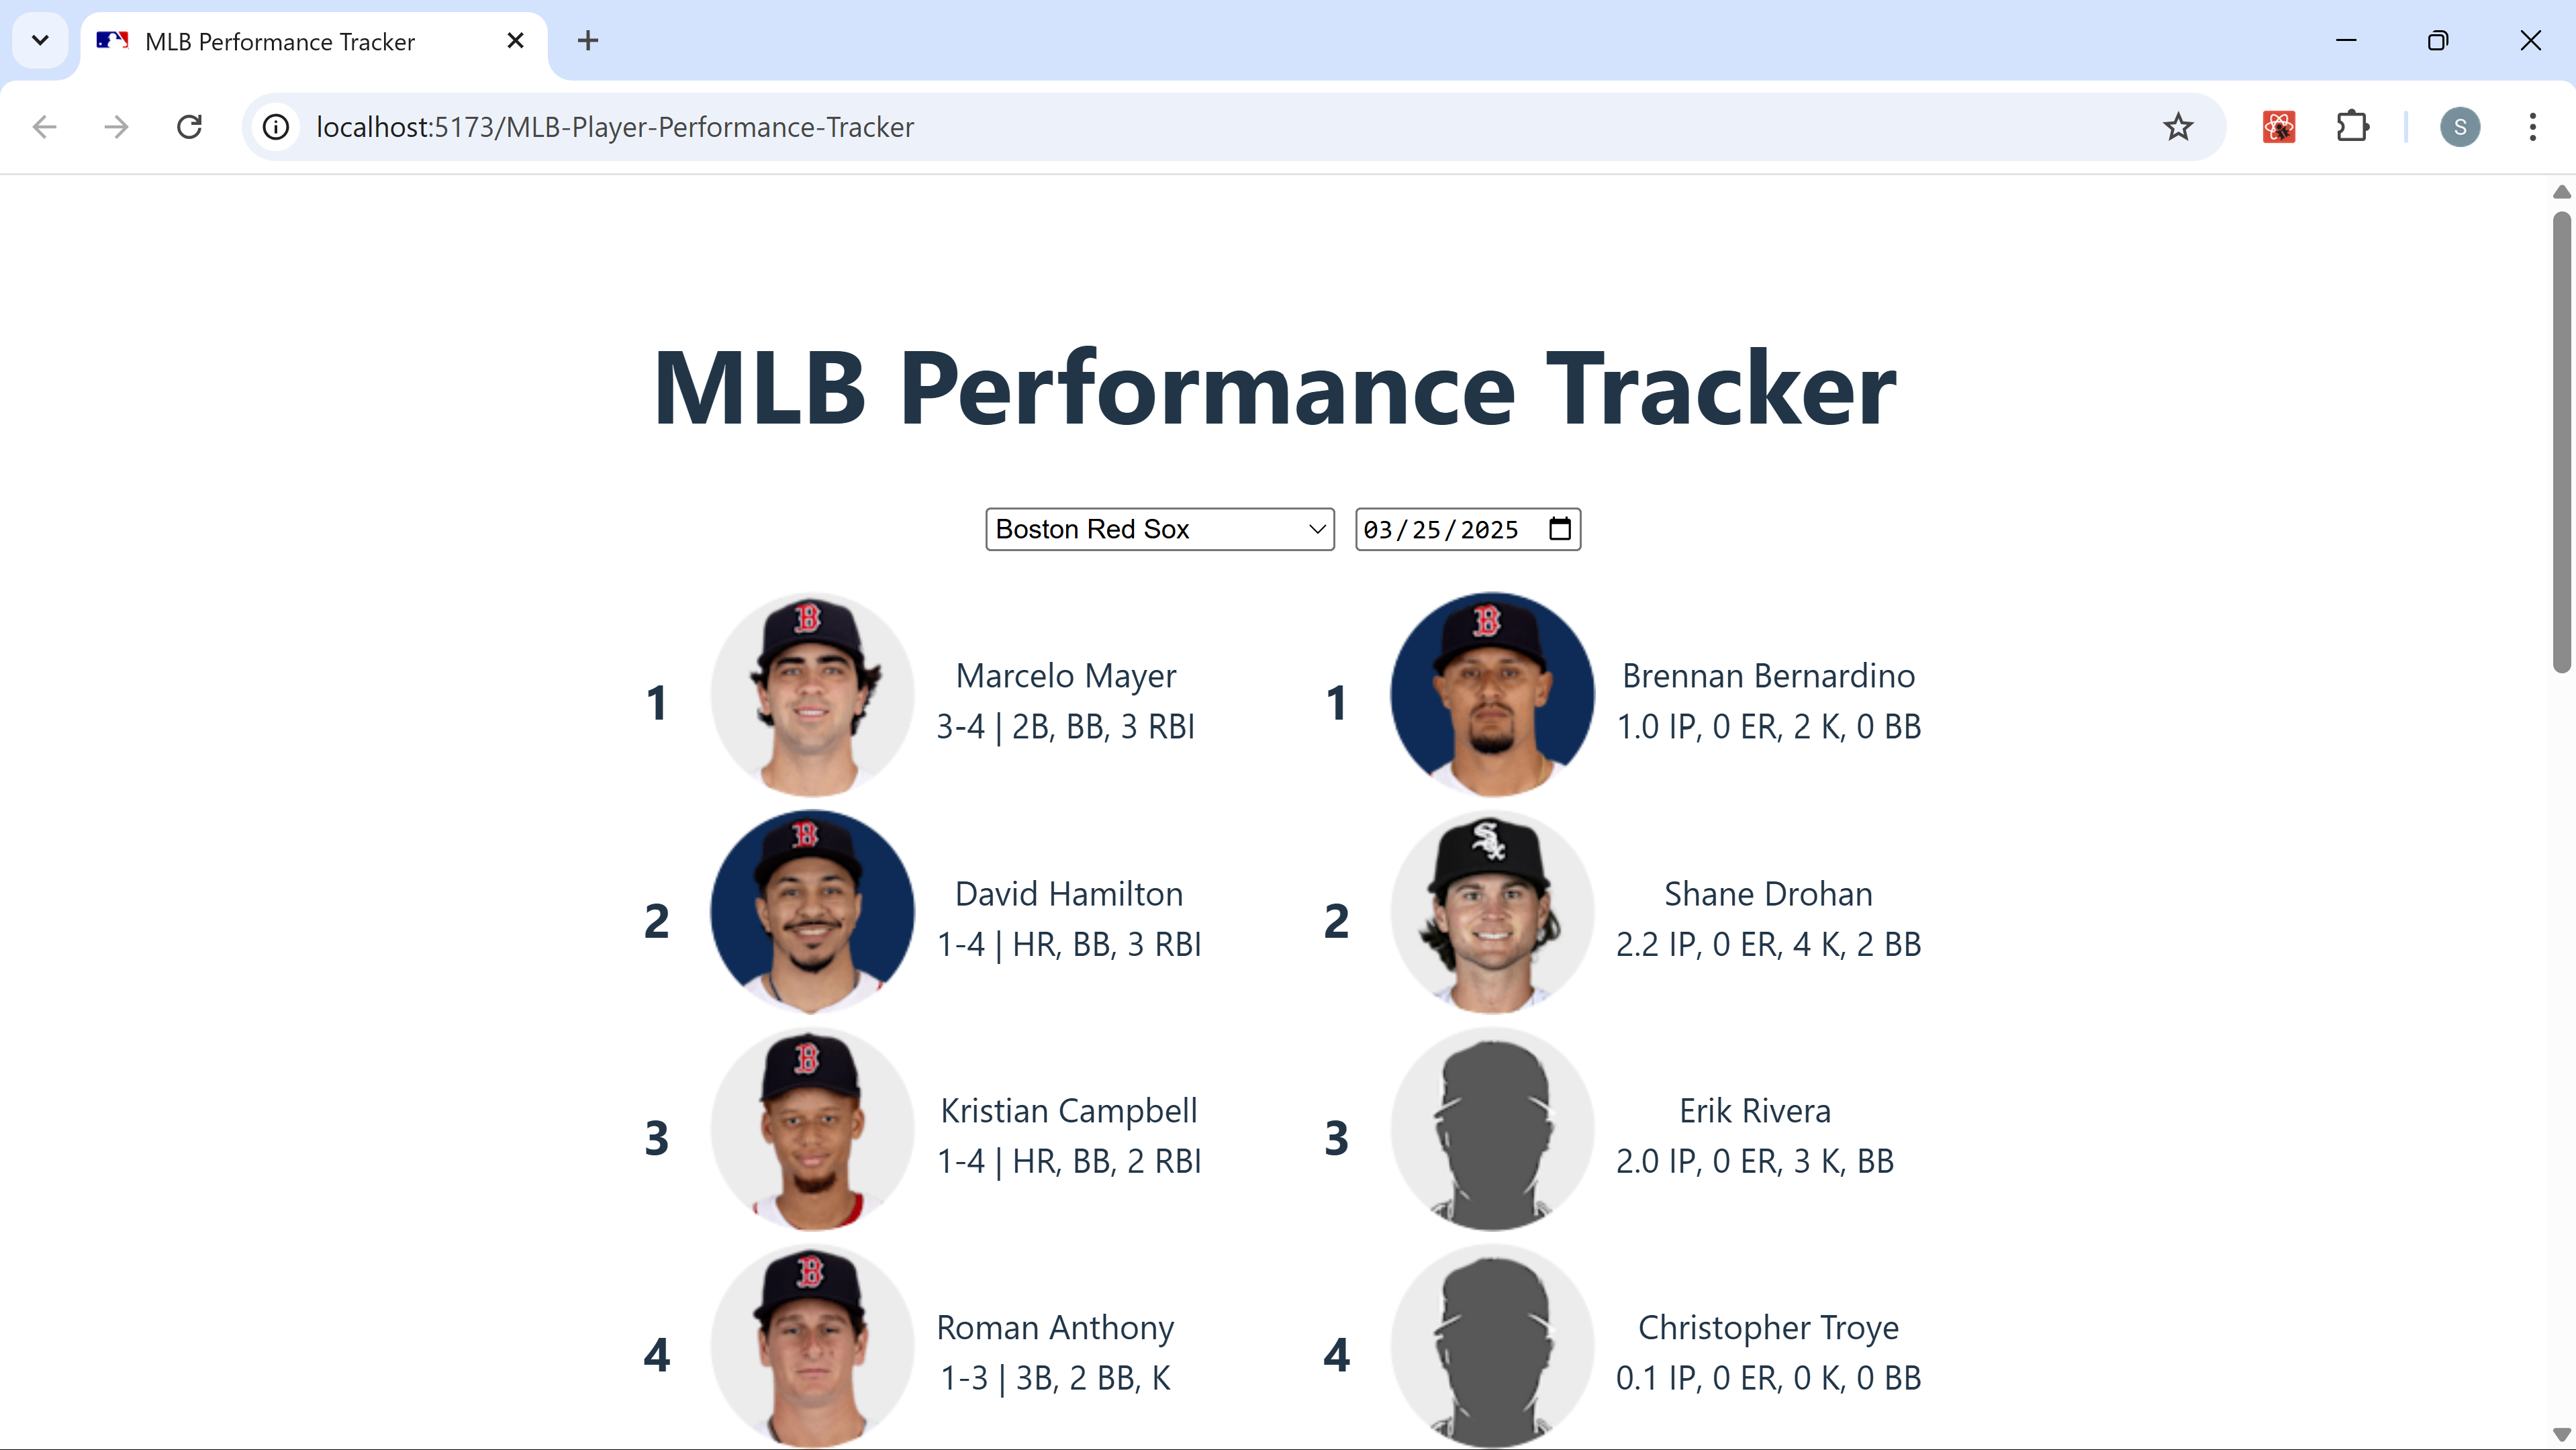 MLB Performance Tracker
localhost:5173/MLB-Player-Performance-Tracker
S
MLB Performance Tracker
Boston Red Sox
03/25/2025
1
Marcelo Mayer
3-4 | 2B, BB, 3 RBI
1
Brennan Bernardino
1.0 IP, 0 ER, 2 K, 0 BB
2
David Hamilton
1-4 | HR, BB, 3 RBI
2
Shane Drohan
2.2 IP, 0 ER, 4 K, 2 BB
3
Kristian Campbell
1-4 | HR, BB, 2 RBI
3
Erik Rivera
2.0 IP, 0 ER, 3 K, BB
4
Roman Anthony
1-3 | 3B, 2 BB, K
4
Christopher Troye
0.1 IP, 0 ER, 0 K, 0 BB